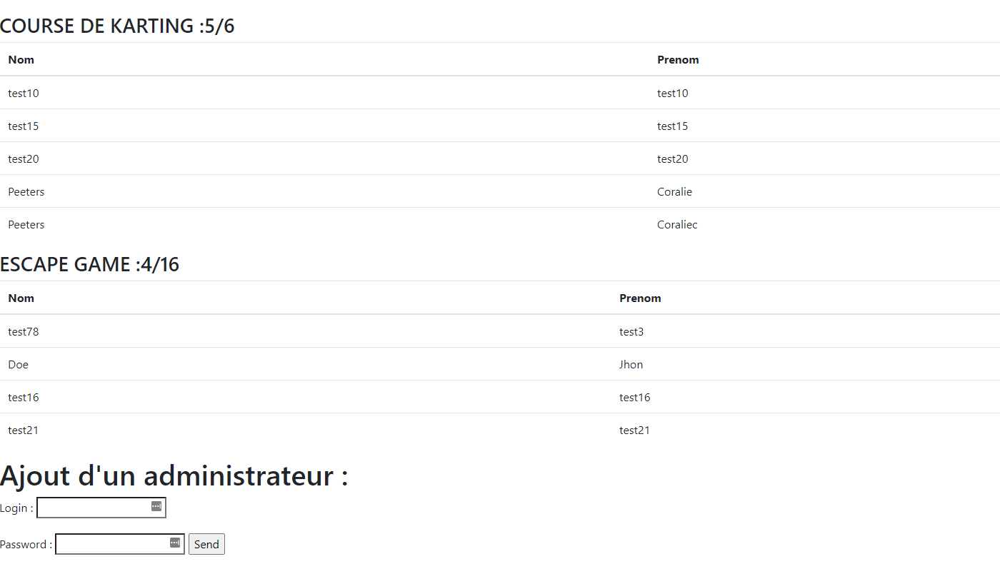 COURSE DE KARTING :5/6
Nom Prenom
test10 test10
test15 test15
test20 test20
Peeters Coralie
Peeters Coraliec
ESCAPE GAME :4/16
Nom Prenom
test78 test3
Doe Jhon
test16 test16
test21 test21
Ajout d'un administrateur :
Login :
Password : Send